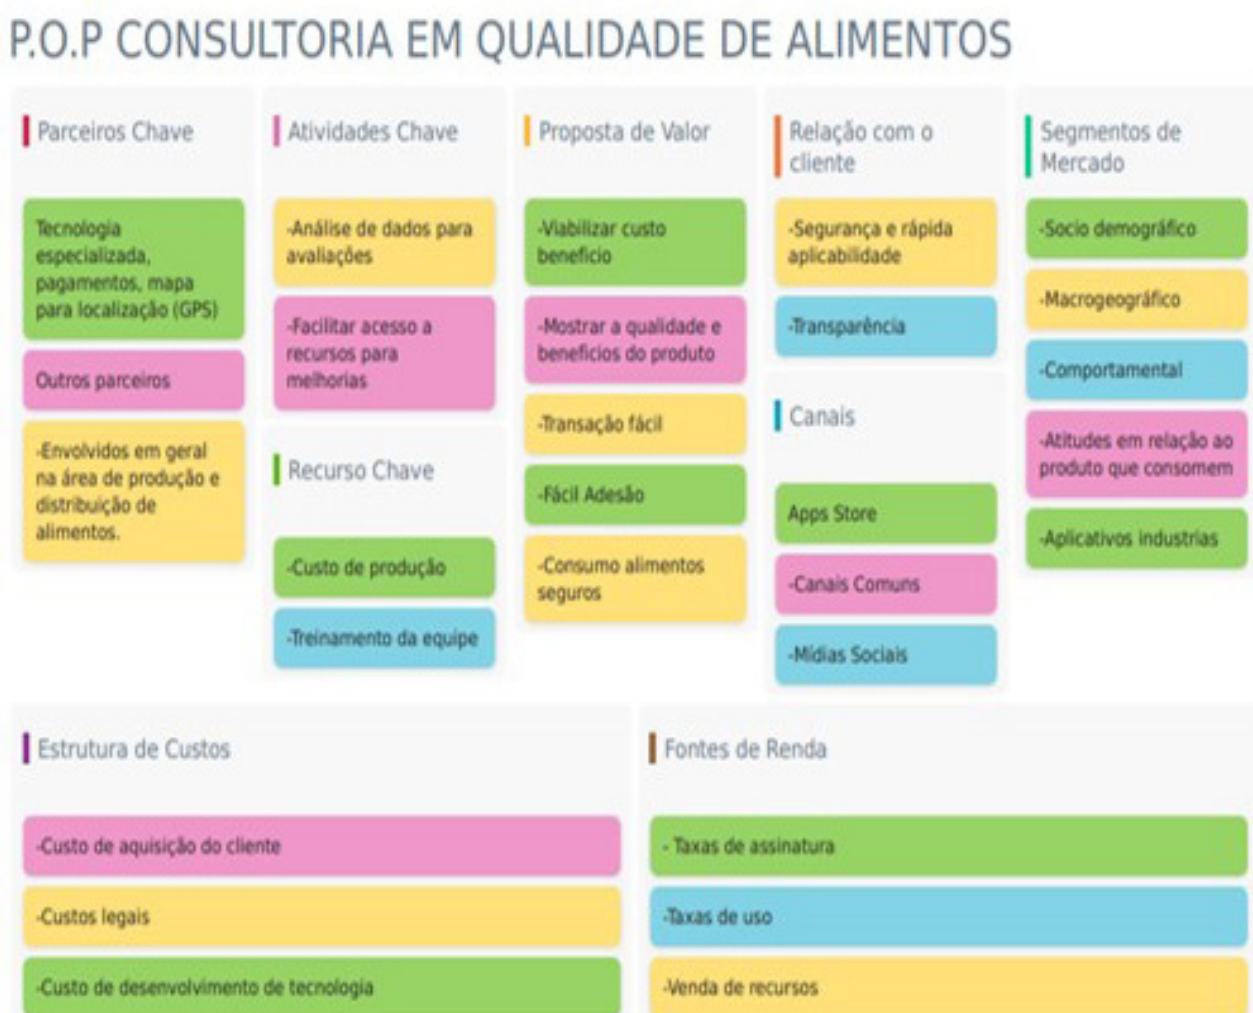 P.O.P CONSULTORIA EM QUALIDADE DE ALIMENTOS
Parceiros Chave
Tecnologia
especializada,
pagamentos, mapa
para localização (GPS)
Outros parceiros
-Envolvidos em geral
na área de produção e
distribuição de
alimentos.
Atividades Chave
-Análise de dados para
avaliações
-Facilitar acesso a
recursos para
melhorias
Recurso Chave
-Custo de produção
-Treinamento da equipe
Proposta de Valor
-Viabilizar custo
beneficio
-Mostrar a qualidade e
beneficios do produto
-Transação fácil
-Fácil Adesão
-Consumo alimentos
seguros
Relação com o
cliente
-Segurança e rápida
aplicabilidade
-Transparência
Canais
Apps Store
-Canais Comuns
-Mídias Sociais
Segmentos de
Mercado
-Socio demográfico
-Macrogeográfico
-Comportamental
-Atitudes em relação ao
produto que consomem
-Aplicativos industrias
Estrutura de Custos
-Custo de aquisição do cliente
-Custos legais
-Custo de desenvolvimento de tecnologia
Fontes de Renda
- Taxas de assinatura
-Taxas de uso
-Venda de recursos